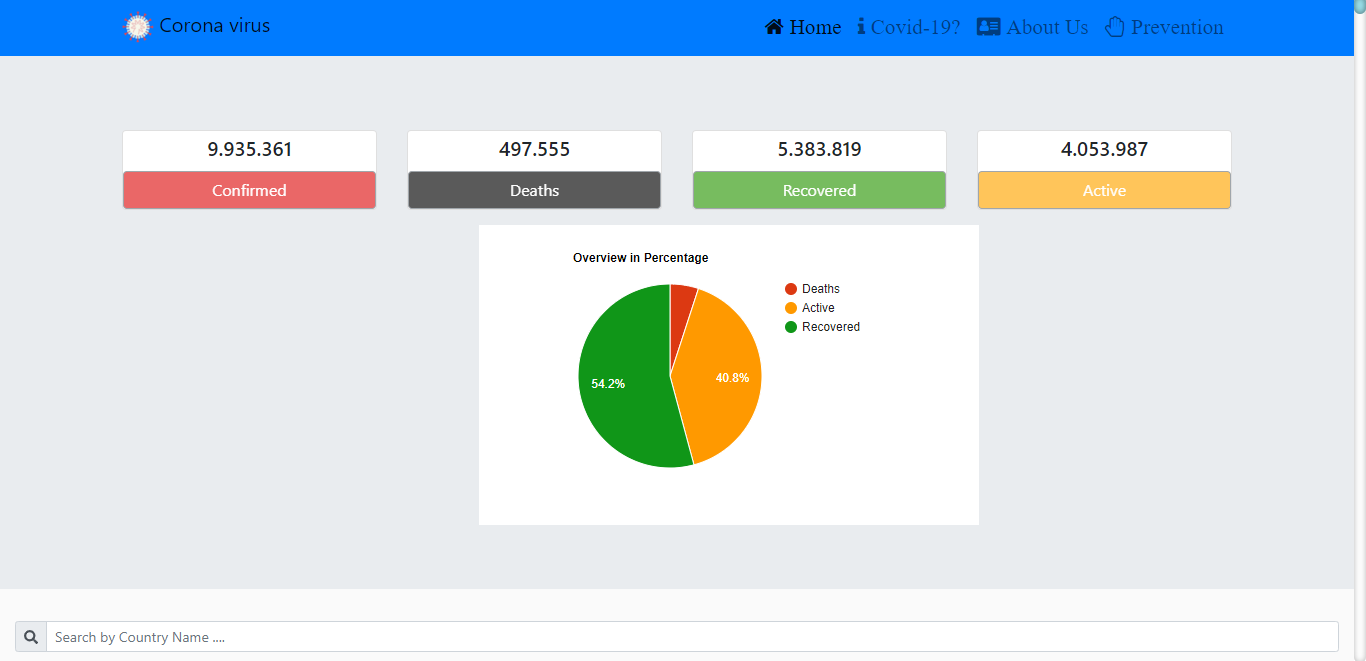 Corona virus
Home Covid-19? About Us Prevention
9.935.361 497.555 5.383.819 4.053.987
Confirmed Deaths Recovered Active
Overview in Percentage
Deaths
Active
Recovered
54.2% 40.8%
Search by Country Name ....